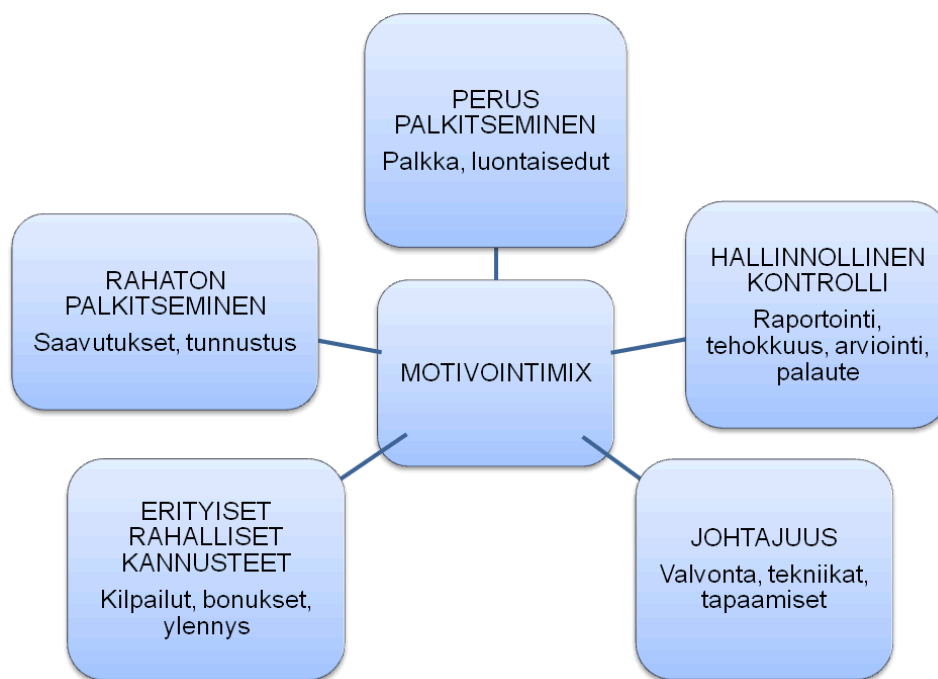 PERUS
PALKITSEMINEN
Palkka, luontaisedut
RAHATON
PALKITSEMINEN
Saavutukset, tunnustus
HALLINNOLLINEN
KONTROLLI
Raportointi,
tehokkuus, arviointi,
palaute
MOTIVOINTIMIX
ERITYISET
RAHALLISET
KANNUSTEET
Kilpailut, bonukset,
ylennys
JOHTAJUUS
Valvonta, tekniikat,
tapaamiset